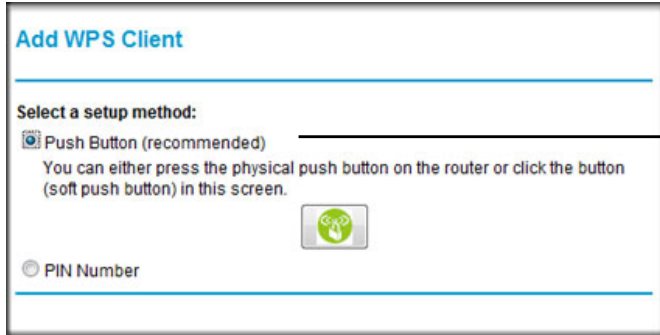 Add WPS Client
Select a setup method:
Push Button (recommended)
You can either press the physical push button on the router or click the button
(soft push button) in this screen.
PIN Number